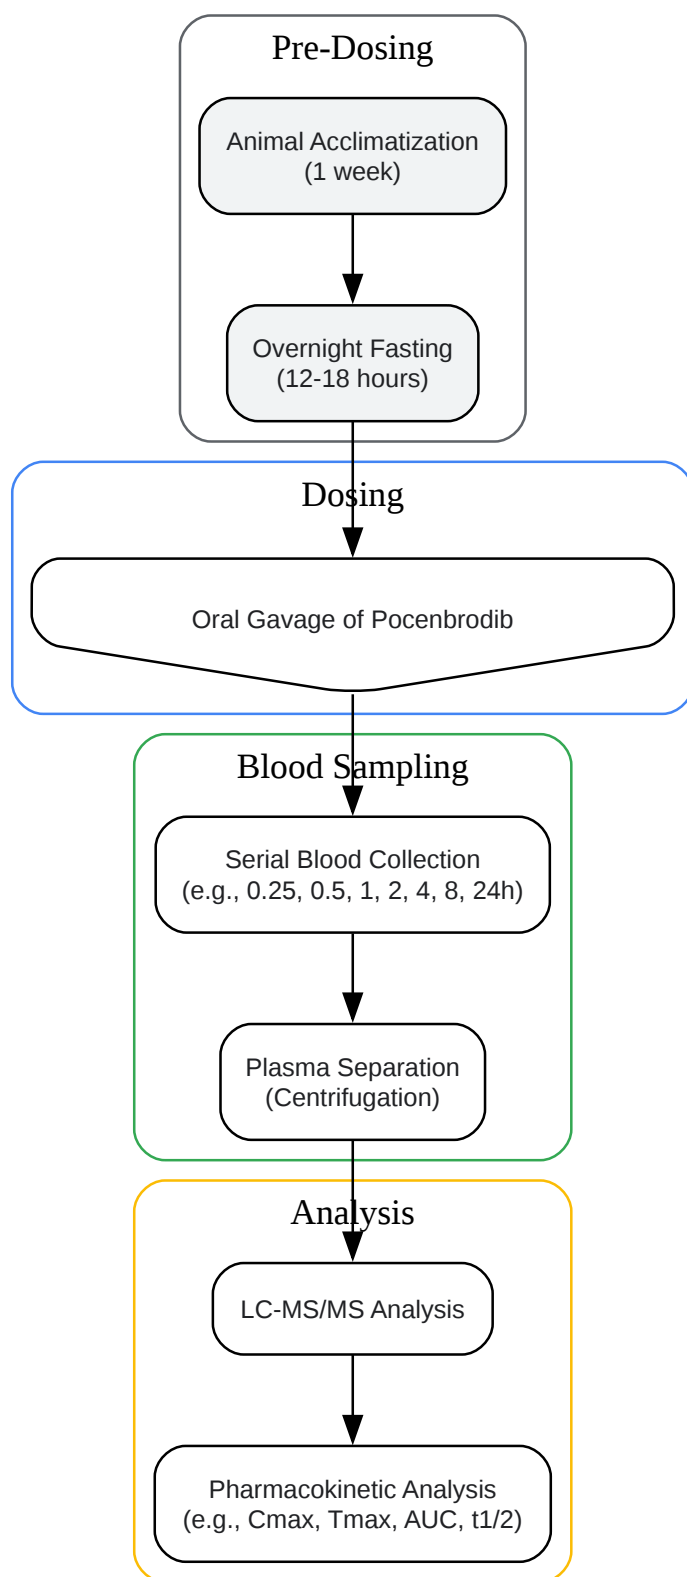 Pre-Dosing
Animal Acclimatization
(1 week)
Overnight Fasting
(12-18 hours)
Dosing
Oral Gavage of Pocenbrodib
Blood Sampling
Serial Blood Collection
(e.g., 0.25, 0.5, 1, 2, 4, 8, 24h)
Plasma Separation
(Centrifugation)
Analysis
LC-MS/MS Analysis
Pharmacokinetic Analysis
(e.g., Cmax, Tmax, AUC, t1/2)